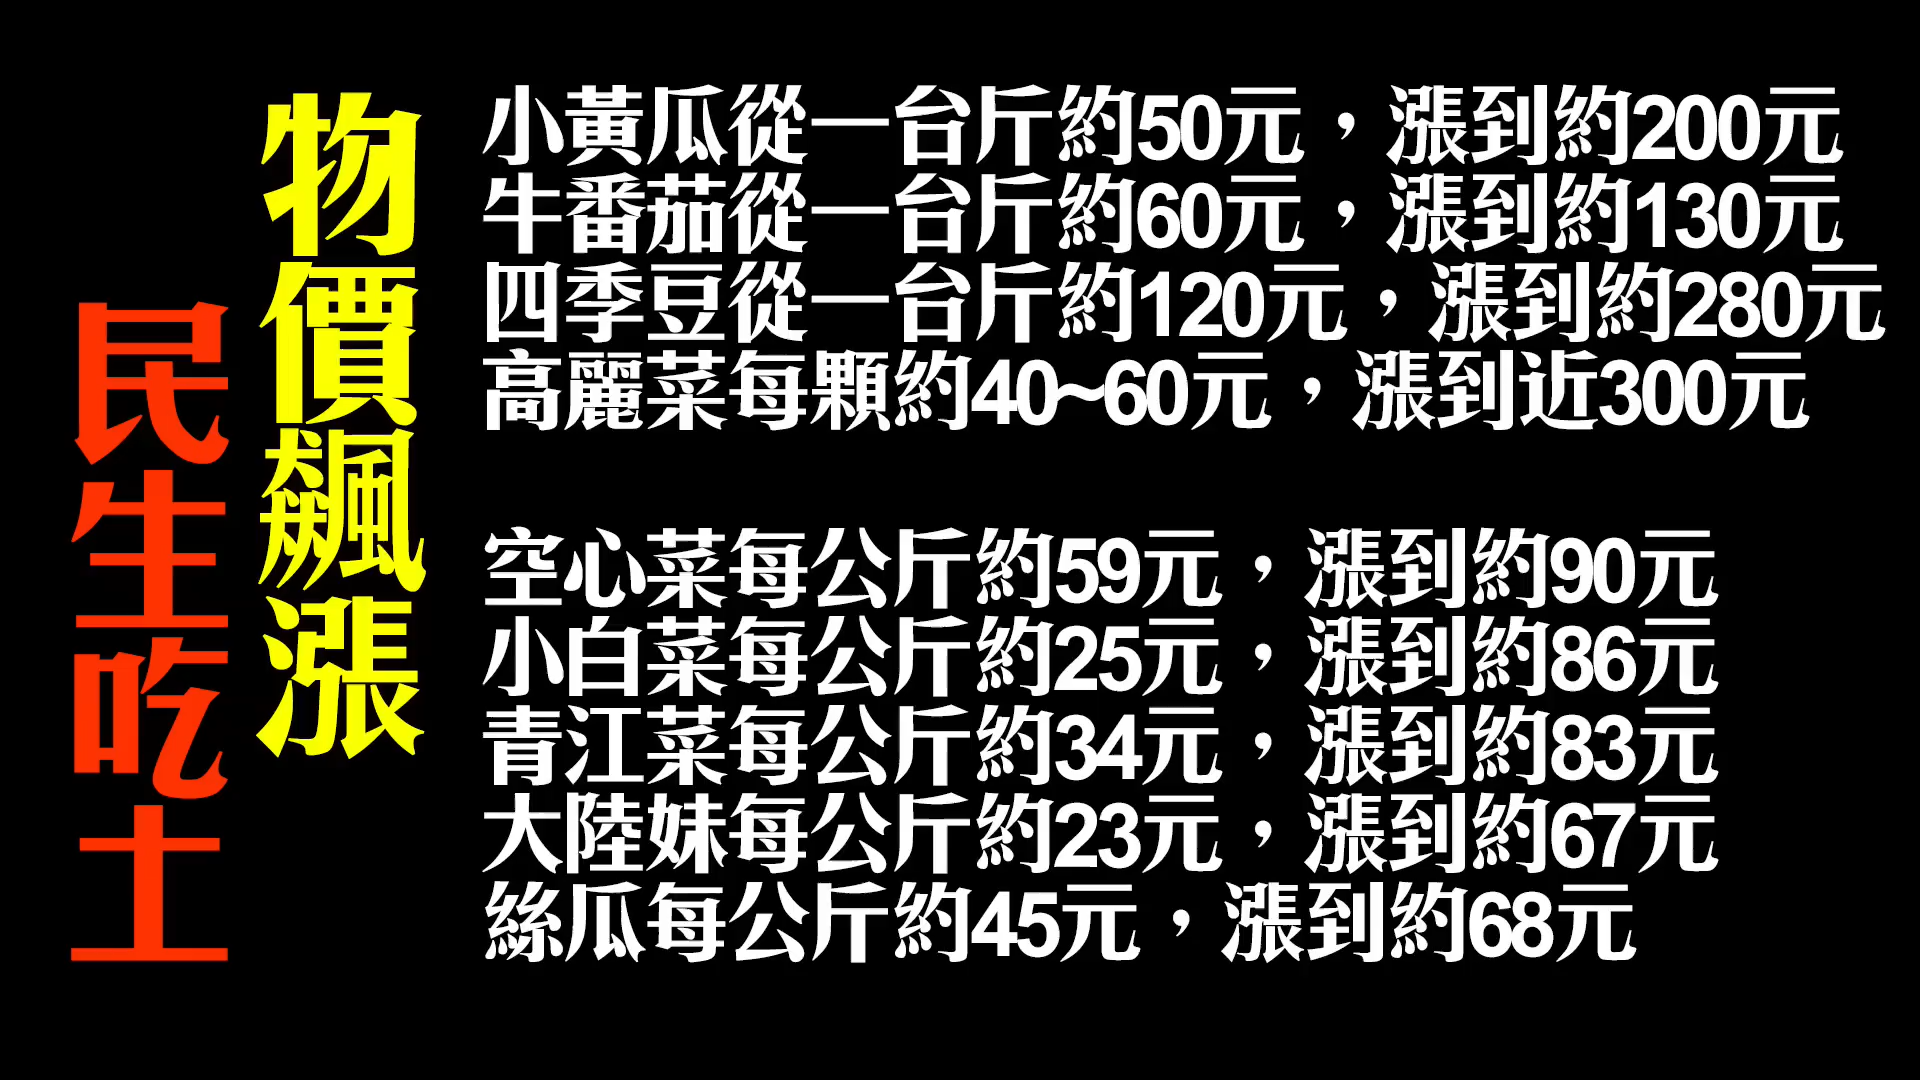 物價飆漲
民生吃土
小黃瓜從一台斤約50元，漲到約200元
牛番茄從一台斤約60元，漲到約130元
四季豆從一台斤約120元，漲到約280元
高麗菜每顆約40~60元，漲到近300元
空心菜每公斤約59元，漲到約90元
小白菜每公斤約25元，漲到約86元
青江菜每公斤約34元，漲到約83元
大陸妹每公斤約23元，漲到約67元
絲瓜每公斤約45元，漲到約68元